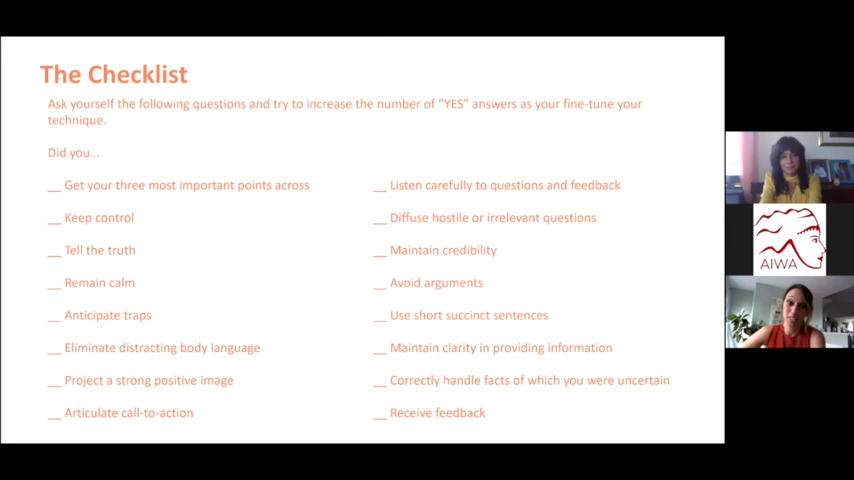 The Checklist
Ask yourself the following questions and try to increase the number of “YES” answers as your fine-tune your
technique.
Did you...
__ Get your three most important points across
__ Keep control
__ Tell the truth
__ Remain calm
__ Anticipate traps
__ Eliminate distracting body language
__ Project a strong positive image
__ Articulate call-to-action
__ Listen carefully to questions and feedback
__ Diffuse hostile or irrelevant questions
__ Maintain credibility
__ Avoid arguments
__ Use short succinct sentences
__ Maintain clarity in providing information
__ Correctly handle facts of which you were uncertain
__ Receive feedback
AIWA